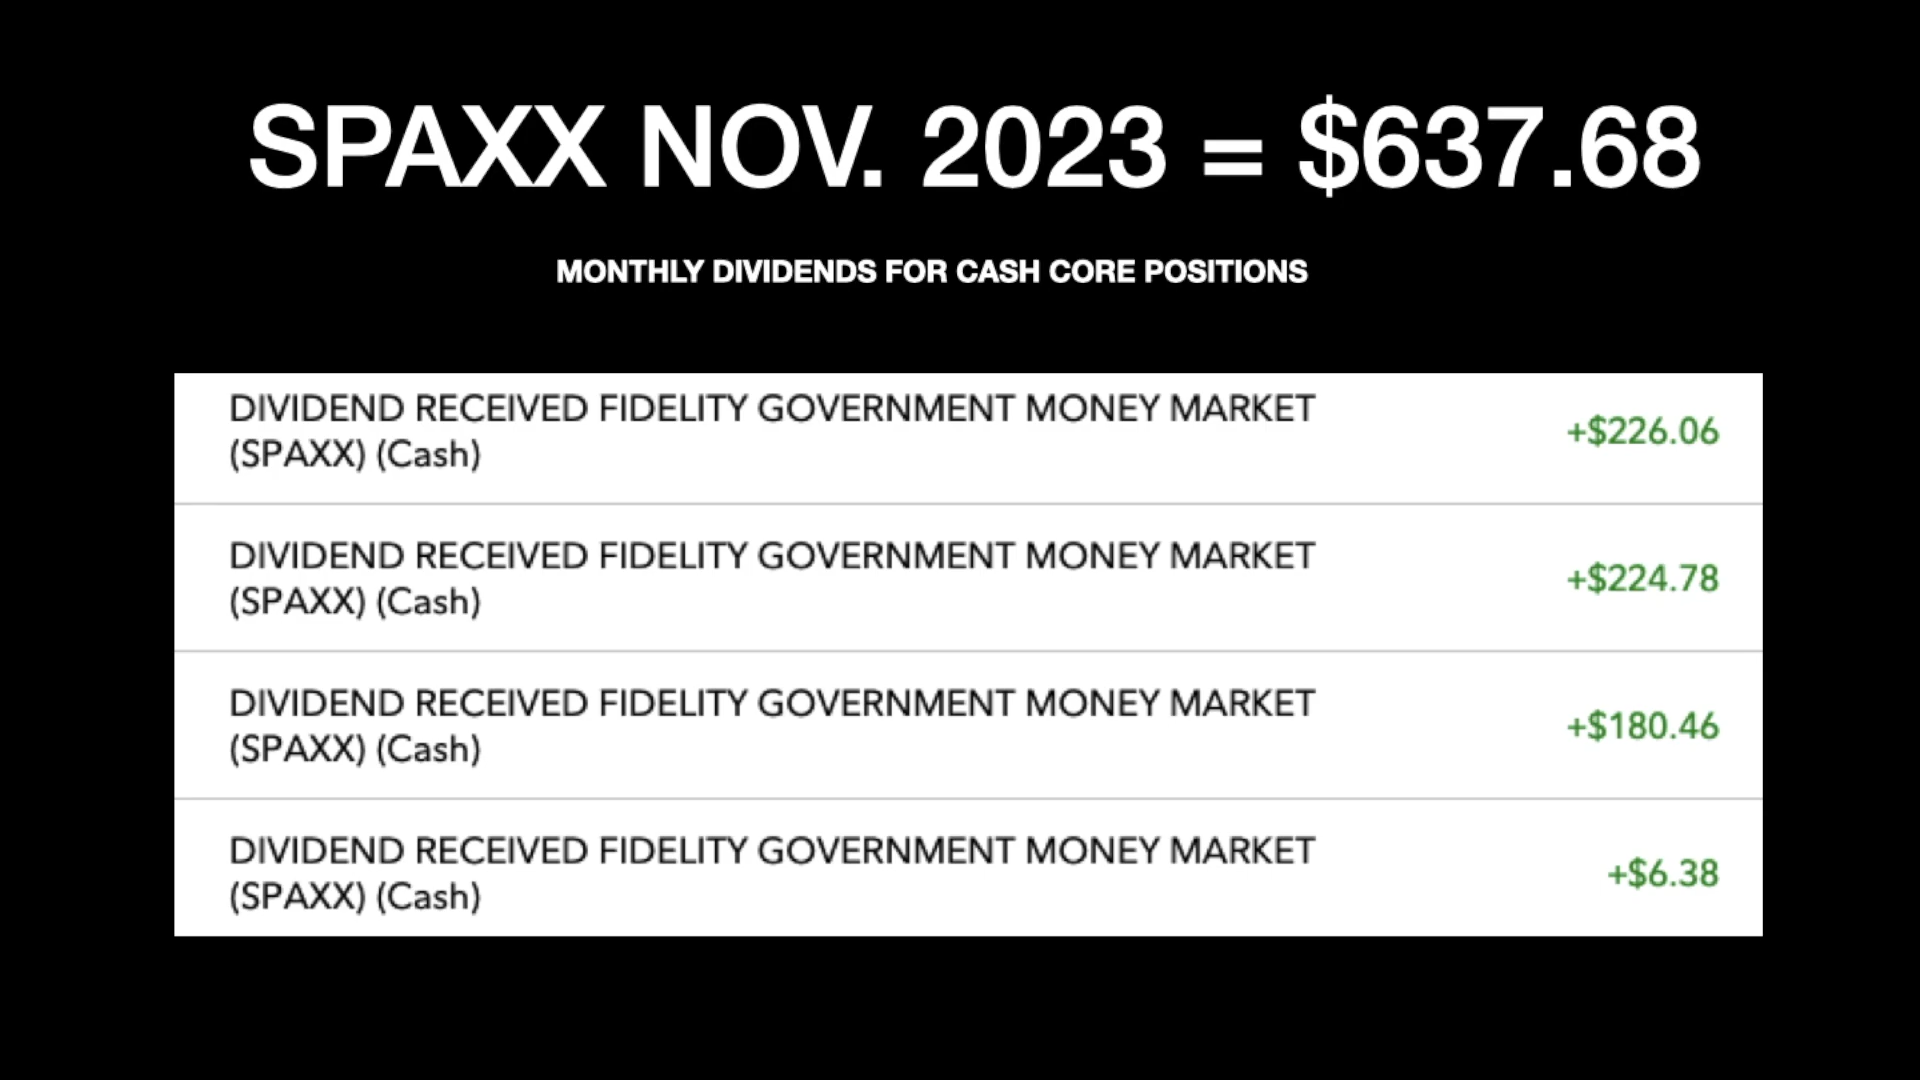 SPAXX NOV. 2023 = $637.68
MONTHLY DIVIDENDS FOR CASH CORE POSITIONS
DIVIDEND RECEIVED FIDELITY GOVERNMENT MONEY MARKET
(SPAXX) (Cash)
+$226.06
DIVIDEND RECEIVED FIDELITY GOVERNMENT MONEY MARKET
(SPAXX) (Cash)
+$224.78
DIVIDEND RECEIVED FIDELITY GOVERNMENT MONEY MARKET
(SPAXX) (Cash)
+$180.46
DIVIDEND RECEIVED FIDELITY GOVERNMENT MONEY MARKET
(SPAXX) (Cash)
+$6.38